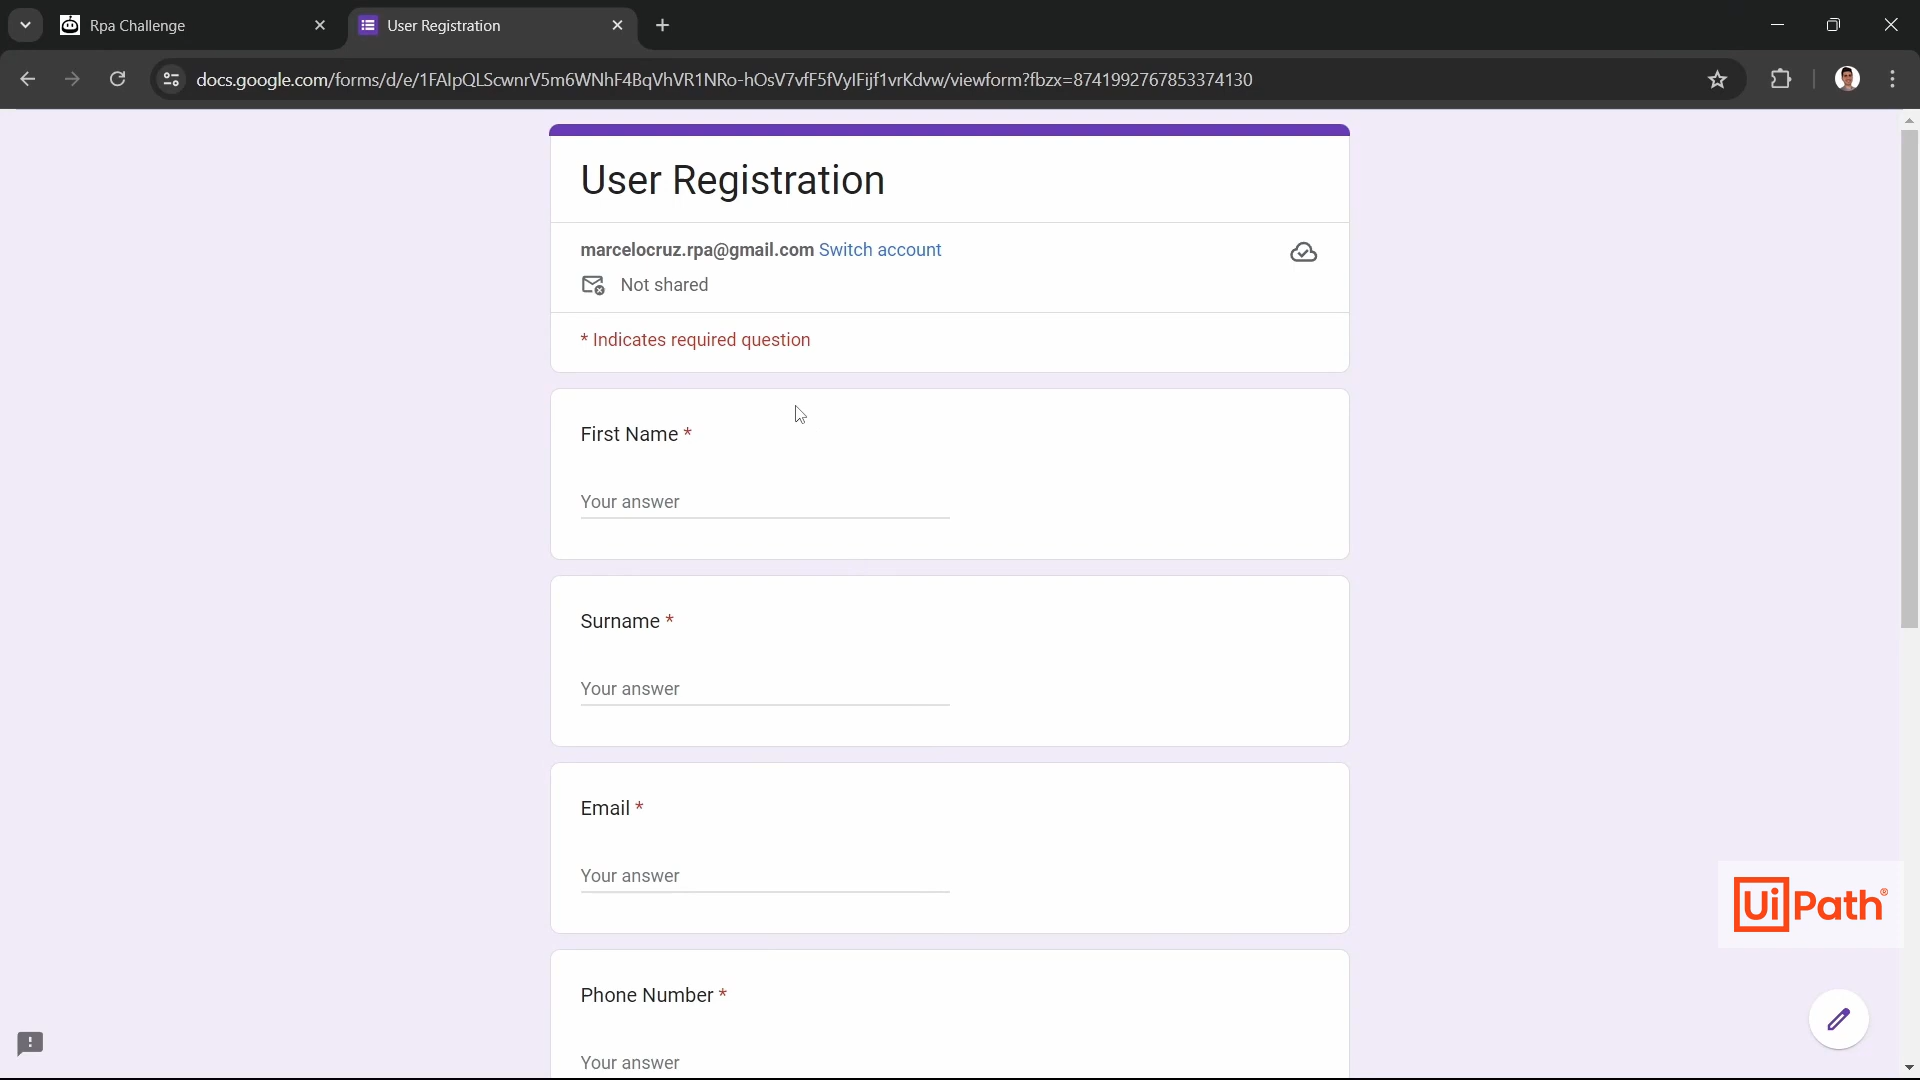 Rpa Challenge
User Registration
docs.google.com/forms/d/e/1FAIpQLScwnrV5m6WNhF4BqVhVR1NRo-hOsV7vfF5fVyIFijf1vrKdvw/viewform?fbzx=8741992767853374130
User Registration
marcelocruz.rpa@gmail.com Switch account
Not shared
* Indicates required question
First Name *
Your answer
Surname *
Your answer
Email *
Your answer
UiPath®
Phone Number *
Your answer